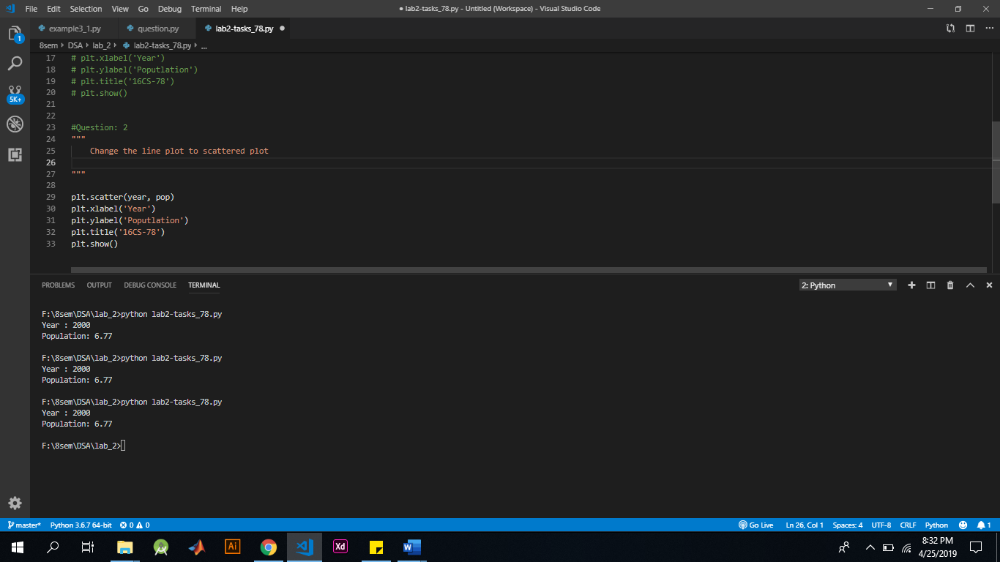 File Edit Selection View Go Debug Terminal Help
● lab2-tasks_78.py - Untitled (Workspace) - Visual Studio Code
example3_1.py question.py lab2-tasks_78.py ●
8sem › DSA › lab_2 › lab2-tasks_78.py › ...
1
5K+
17 # plt.xlabel('Year')
18 # plt.ylabel('Poputlation')
19 # plt.title('16CS-78')
20 # plt.show()
21
22
23 #Question: 2
24 """
25 Change the line plot to scattered plot
26
27 """
28
29 plt.scatter(year, pop)
30 plt.xlabel('Year')
31 plt.ylabel('Poputlation')
32 plt.title('16CS-78')
33 plt.show()
PROBLEMS OUTPUT DEBUG CONSOLE TERMINAL
2: Python
F:\8sem\DSA\lab_2>python lab2-tasks_78.py
Year : 2000
Population: 6.77
F:\8sem\DSA\lab_2>python lab2-tasks_78.py
Year : 2000
Population: 6.77
F:\8sem\DSA\lab_2>python lab2-tasks_78.py
Year : 2000
Population: 6.77
F:\8sem\DSA\lab_2>
master* Python 3.6.7 64-bit 0 0 Go Live Ln 26, Col 1 Spaces: 4 UTF-8 CRLF Python 1
Ai Xd W
8:32 PM
4/25/2019